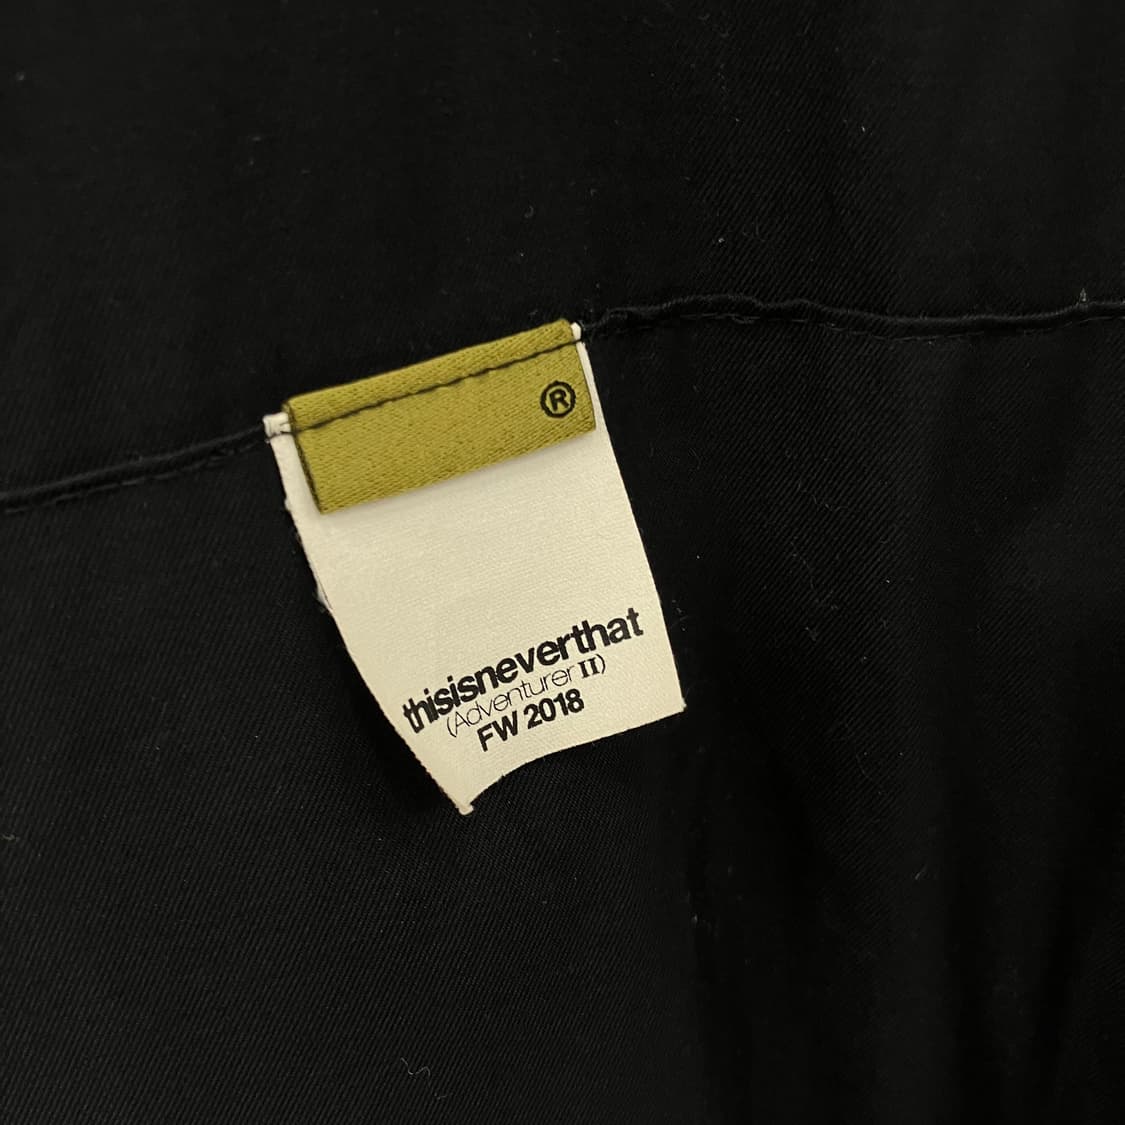 ®
thisisneverthat
(Adventurer II)
FW 2018